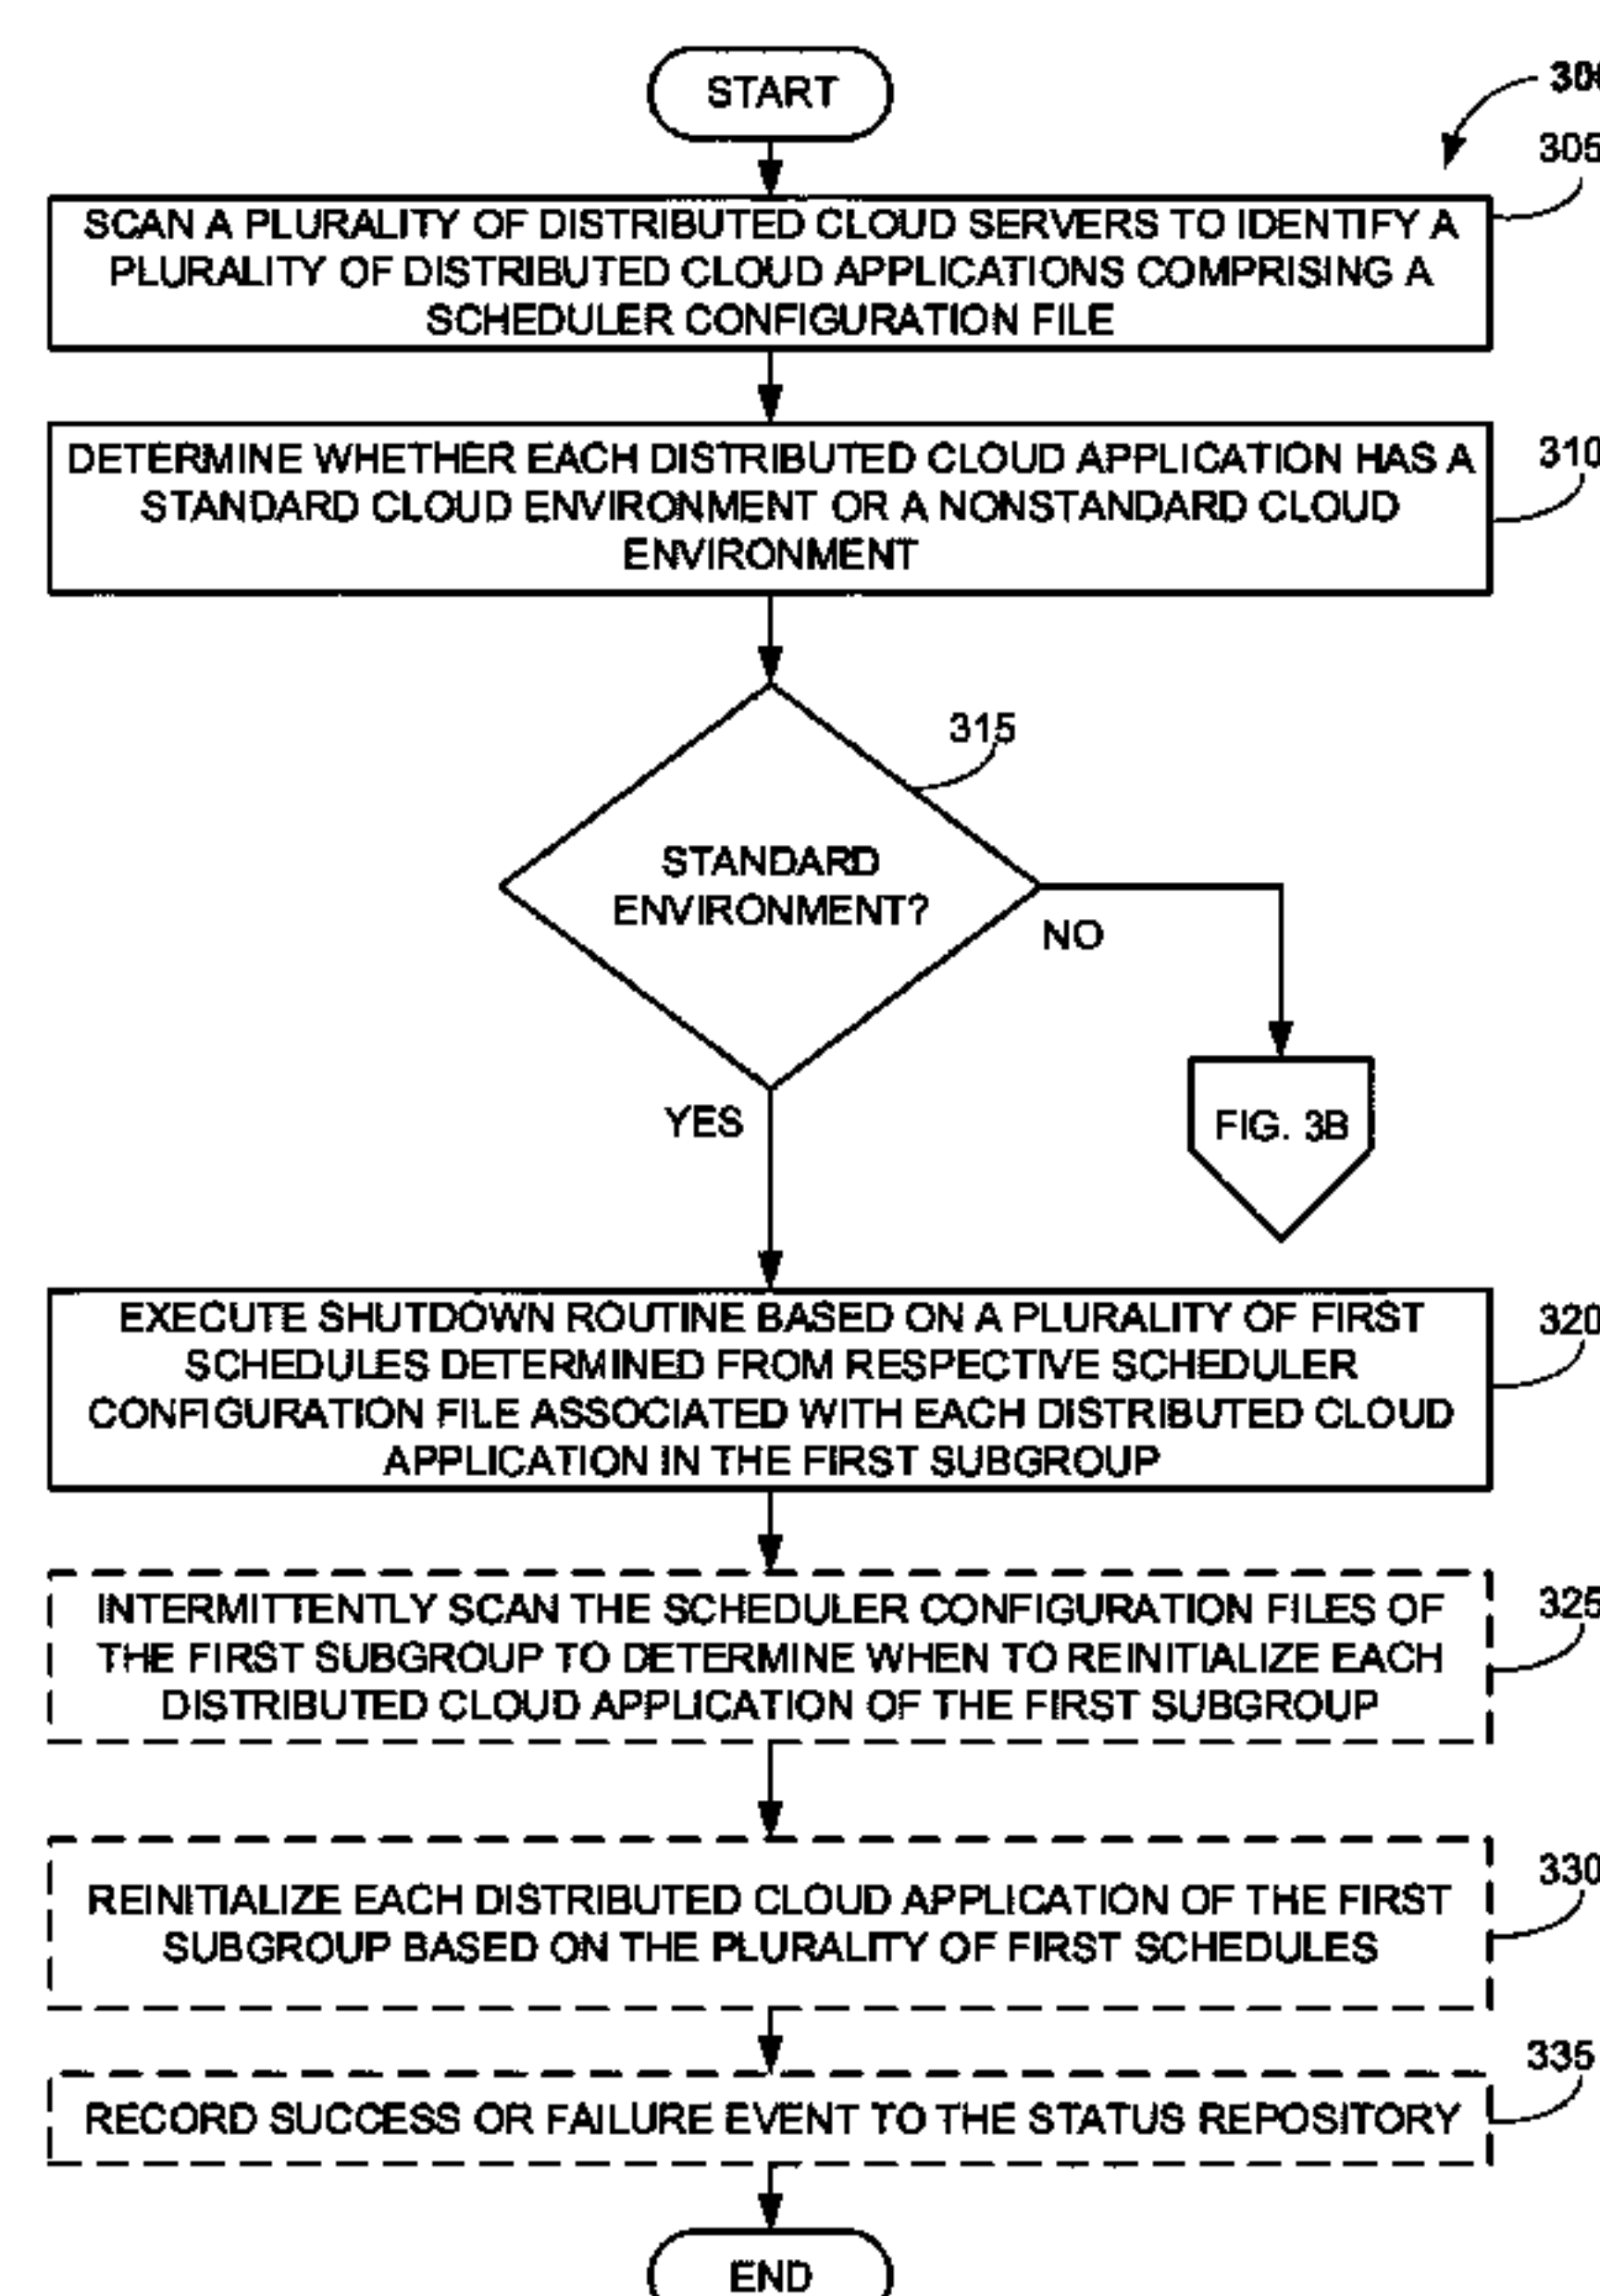 START
305
SCAN A PLURALITY OF DISTRIBUTED CLOUD SERVERS TO IDENTIFY A
PLURALITY OF DISTRIBUTED CLOUD APPLICATIONS COMPRISING A
SCHEDULER CONFIGURATION FILE
310
DETERMINE WHETHER EACH DISTRIBUTED CLOUD APPLICATION HAS A
STANDARD CLOUD ENVIRONMENT OR A NONSTANDARD CLOUD
ENVIRONMENT
315
STANDARD
ENVIRONMENT?
NO
YES
FIG. 3B
320
EXECUTE SHUTDOWN ROUTINE BASED ON A PLURALITY OF FIRST
SCHEDULES DETERMINED FROM RESPECTIVE SCHEDULER
CONFIGURATION FILE ASSOCIATED WITH EACH DISTRIBUTED CLOUD
APPLICATION IN THE FIRST SUBGROUP
325
INTERMITTENTLY SCAN THE SCHEDULER CONFIGURATION FILES OF
THE FIRST SUBGROUP TO DETERMINE WHEN TO REINITIALIZE EACH
DISTRIBUTED CLOUD APPLICATION OF THE FIRST SUBGROUP
330
REINITIALIZE EACH DISTRIBUTED CLOUD APPLICATION OF THE FIRST
SUBGROUP BASED ON THE PLURALITY OF FIRST SCHEDULES
335
RECORD SUCCESS OR FAILURE EVENT TO THE STATUS REPOSITORY
END